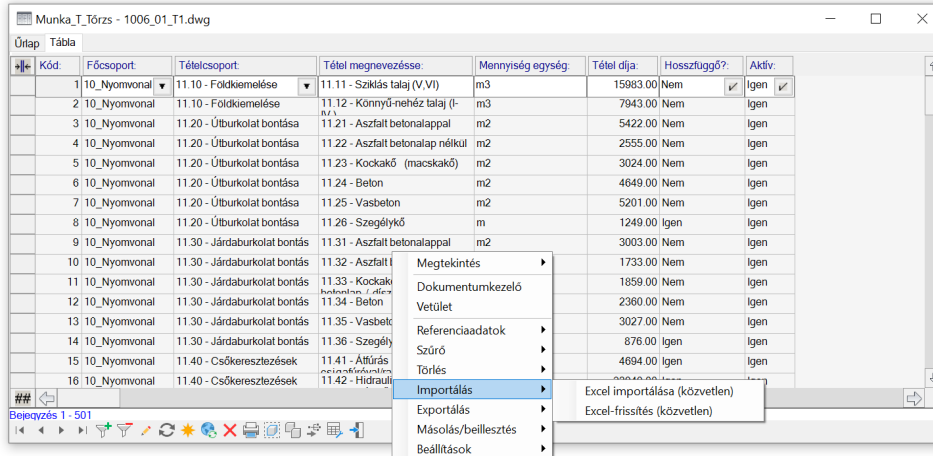 Munka_T_Törzs - 1006_01_T1.dwg
Űrlap Tábla
Kód: Főcsoport: Tételcsoport: Tétel megnevezésse: Mennyiség egység: Tétel díja: Hosszfüggő?: Aktív:
1 10_Nyomvonal 11.10 - Földkiemelése 11.11 - Sziklás talaj (V,VI) m3 15983.00 Nem Igen
2 10_Nyomvonal 11.10 - Földkiemelése 11.12 - Könnyű-nehéz talaj (I- m3 7943.00 Nem Igen
3 10_Nyomvonal 11.20 - Útburkolat bontása 11.21 - Aszfalt betonalappal m2 5422.00 Nem Igen
4 10_Nyomvonal 11.20 - Útburkolat bontása 11.22 - Aszfalt betonalap nélkül m2 2555.00 Nem Igen
5 10_Nyomvonal 11.20 - Útburkolat bontása 11.23 - Kockakő (macskakő) m2 3024.00 Nem Igen
6 10_Nyomvonal 11.20 - Útburkolat bontása 11.24 - Beton m2 4649.00 Nem Igen
7 10_Nyomvonal 11.20 - Útburkolat bontása 11.25 - Vasbeton m2 5201.00 Nem Igen
8 10_Nyomvonal 11.20 - Útburkolat bontása 11.26 - Szegélykő m 1249.00 Igen Igen
9 10_Nyomvonal 11.30 - Járdaburkolat bontás 11.31 - Aszfalt betonalappal m2 3003.00 Nem Igen
10 10_Nyomvonal 11.30 - Járdaburkolat bontás 11.32 - Aszfalt 1733.00 Nem Igen
11 10_Nyomvonal 11.30 - Járdaburkolat bontás 11.33 - Kockak 1859.00 Nem Igen
12 10_Nyomvonal 11.30 - Járdaburkolat bontás 11.34 - Beton 2360.00 Nem Igen
13 10_Nyomvonal 11.30 - Járdaburkolat bontás 11.35 - Vasbet 3027.00 Nem Igen
14 10_Nyomvonal 11.30 - Járdaburkolat bontás 11.36 - Szegély 876.00 Igen Igen
15 10_Nyomvonal 11.40 - Csőkeresztezések 11.41 - Átfúrás 4694.00 Igen Igen
16 10_Nyomvonal 11.40 - Csőkeresztezések 11.42 - Hidrauli
##
Bejegyzés 1 - 501
Megtekintés
Dokumentumkezelő
Vetület
Referenciaadatok
Szűrő
Törlés
Importálás
Exportálás
Másolás/beillesztés
Beállítások
Excel importálása (közvetlen)
Excel-frissítés (közvetlen)